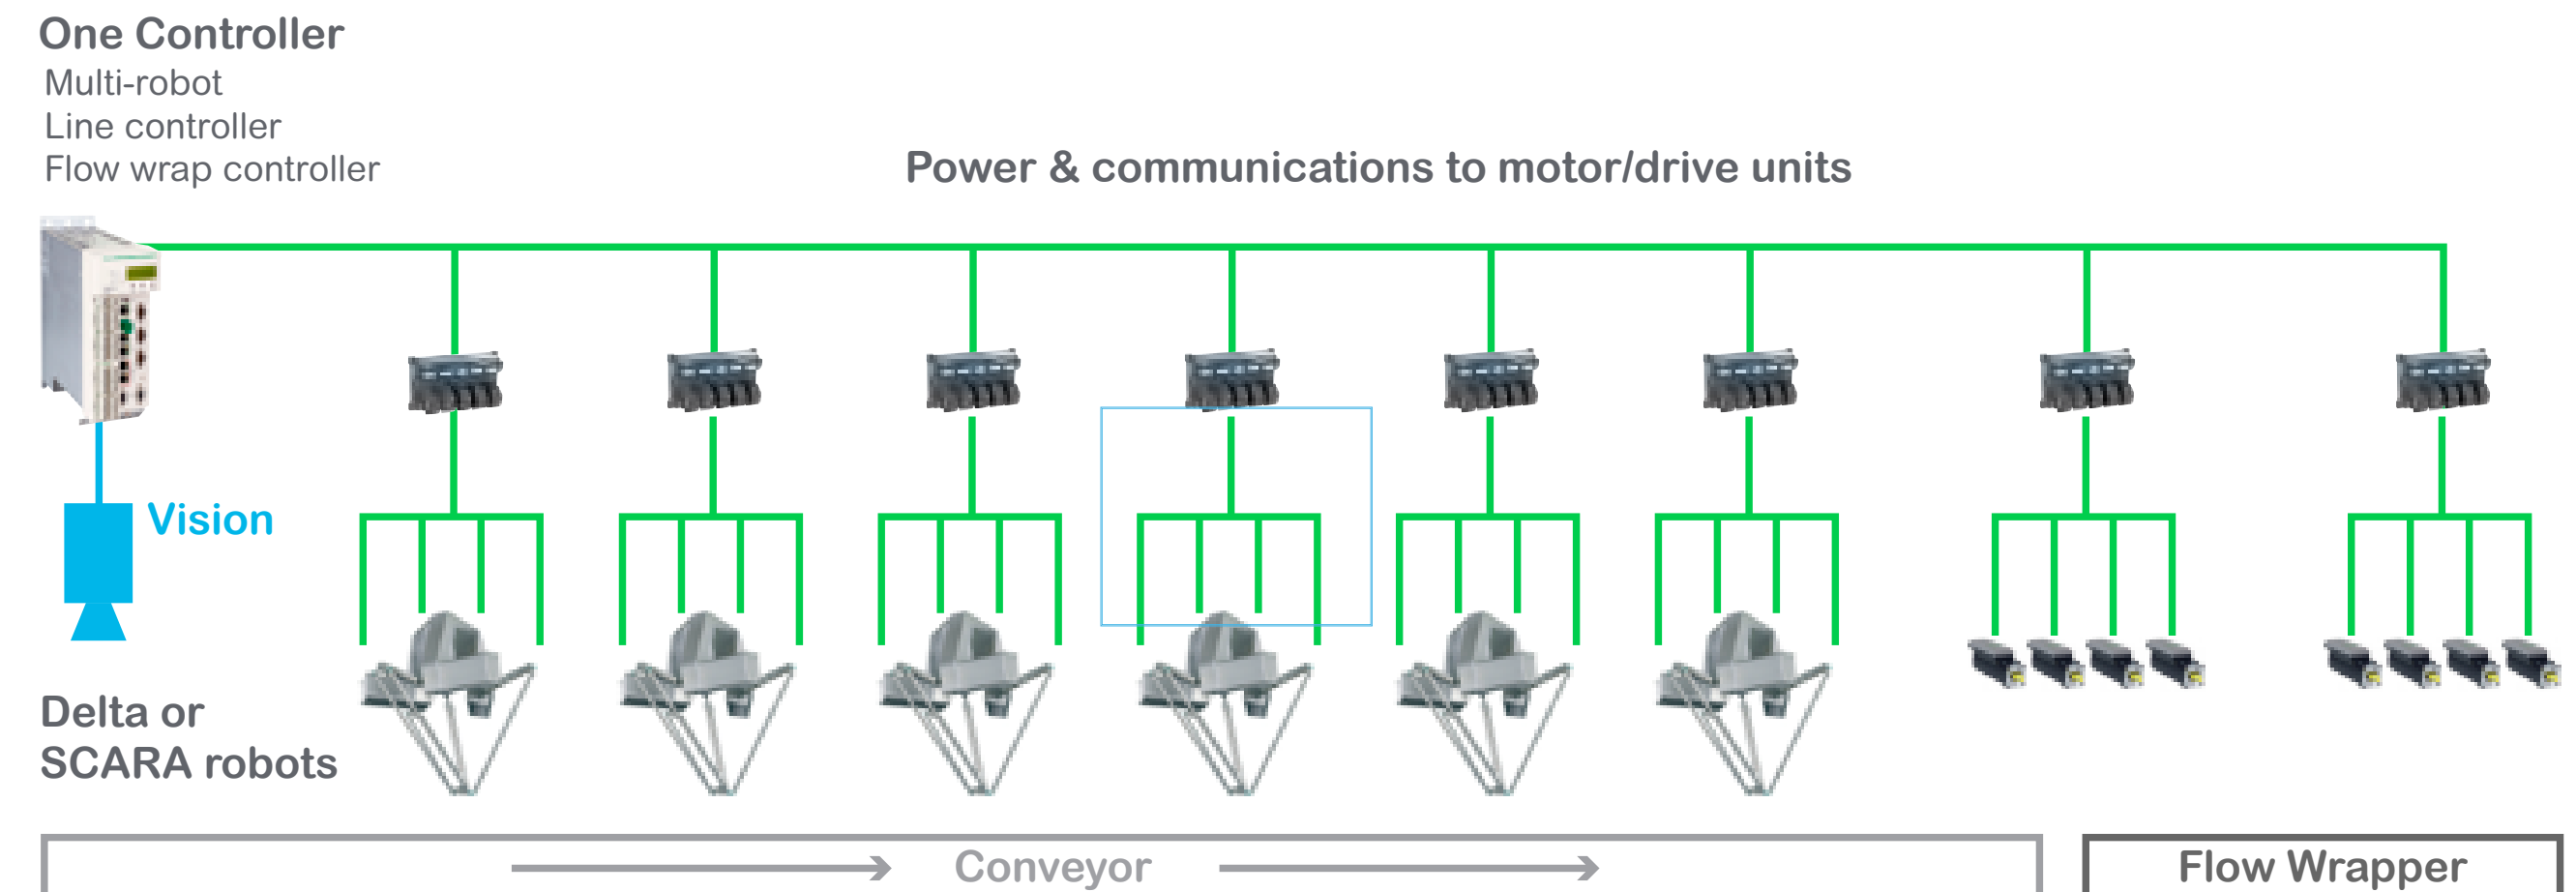 One Controller
Multi-robot
Line controller
Flow wrap controller
Power & communications to motor/drive units
Vision
Delta or
SCARA robots
Conveyor
Flow Wrapper